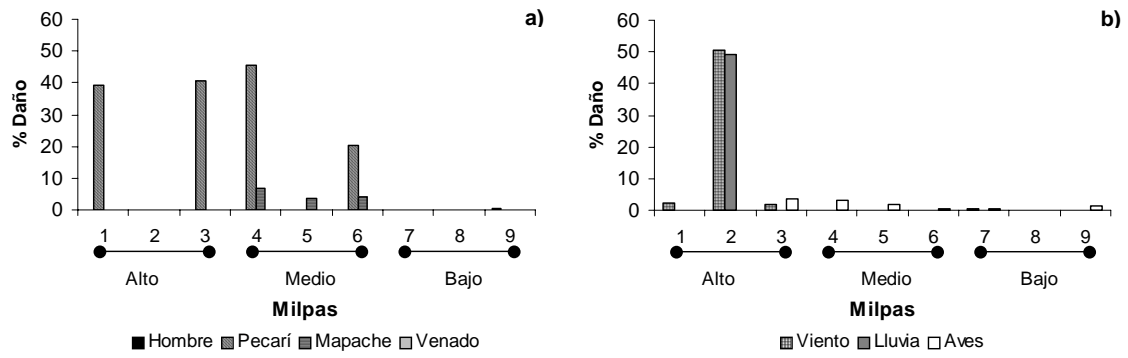 a)
60
50
40
30
20
10
0
% Daño
1 2 3 4 5 6 7 8 9
Alto Medio Bajo
Milpas
Hombre Pecarí Mapache Venado
b)
60
50
40
30
20
10
0
% Daño
1 2 3 4 5 6 7 8 9
Alto Medio Bajo
Milpas
Viento Lluvia Aves